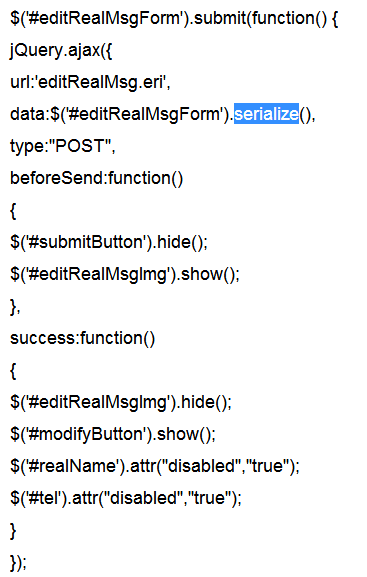 $('#editRealMsgForm').submit(function() {
jQuery.ajax({
url:'editRealMsg.eri',
data:$('#editRealMsgForm').serialize(),
type:"POST",
beforeSend:function()
{
$('#submitButton').hide();
$('#editRealMsgImg').show();
},
success:function()
{
$('#editRealMsgImg').hide();
$('#modifyButton').show();
$('#realName').attr("disabled","true");
$('#tel').attr("disabled","true");
}
});